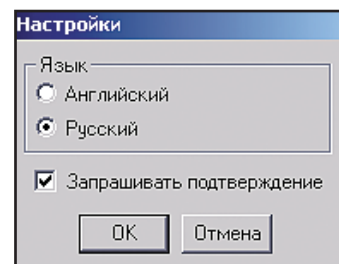 Настройки
Язык
Английский
Русский
Запрашивать подтверждение
OK
Отмена